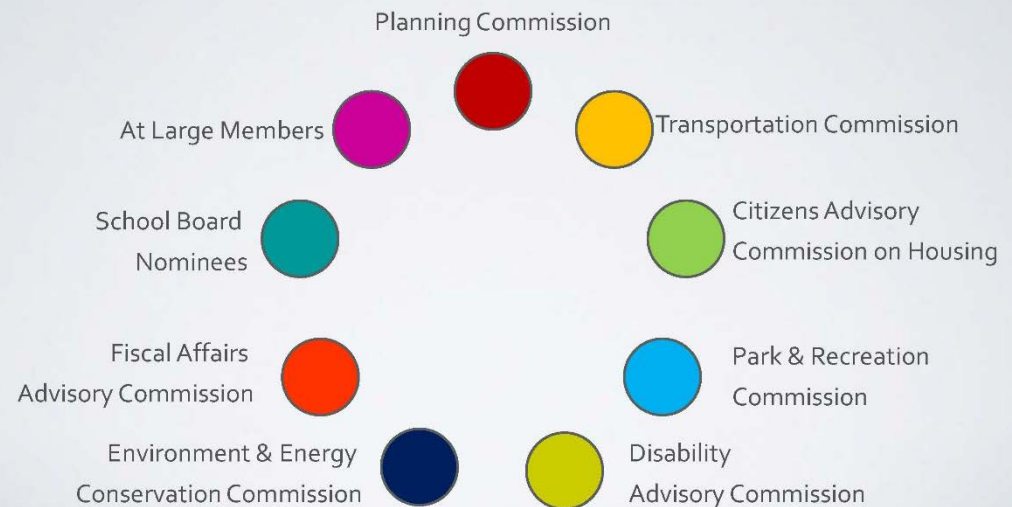 Planning Commission
At Large Members
Transportation Commission
School Board
Nominees
Citizens Advisory
Commission on Housing
Fiscal Affairs
Advisory Commission
Park & Recreation
Commission
Environment & Energy
Conservation Commission
Disability
Advisory Commission